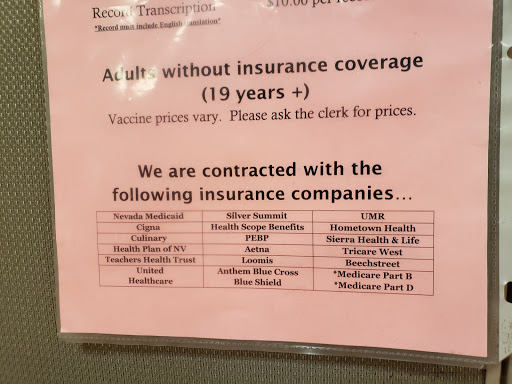 Record Transcription $10.00 per
*Record must include English translation*
Adults without insurance coverage
(19 years +)
Vaccine prices vary. Please ask the clerk for prices.
We are contracted with the
following insurance companies...
Nevada Medicaid Silver Summit UMR
Cigna Health Scope Benefits Hometown Health
Culinary PEBP Sierra Health & Life
Health Plan of NV Aetna Tricare West
Teachers Health Trust Loomis Beechstreet
United Anthem Blue Cross *Medicare Part B
Healthcare Blue Shield *Medicare Part D